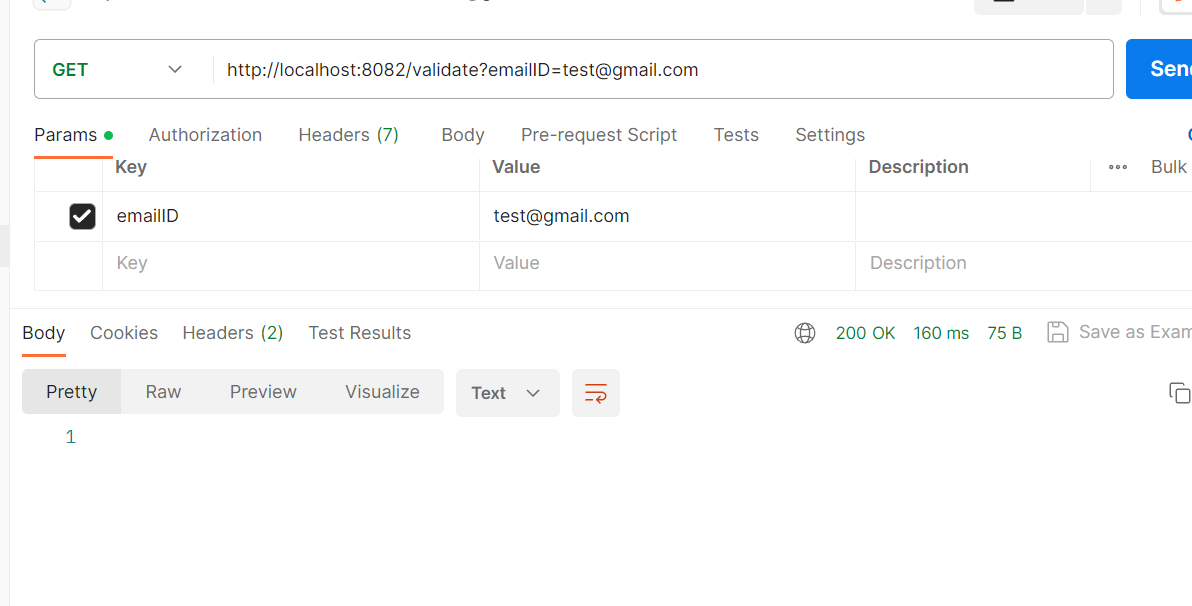 GET http://localhost:8082/validate?emailID=test@gmail.com
Params Authorization Headers (7) Body Pre-request Script Tests Settings
Key Value Description ••• Bulk
emailID test@gmail.com
Key Value Description
Body Cookies Headers (2) Test Results 200 OK 160 ms 75 B Save as Exam
Pretty Raw Preview Visualize Text
1